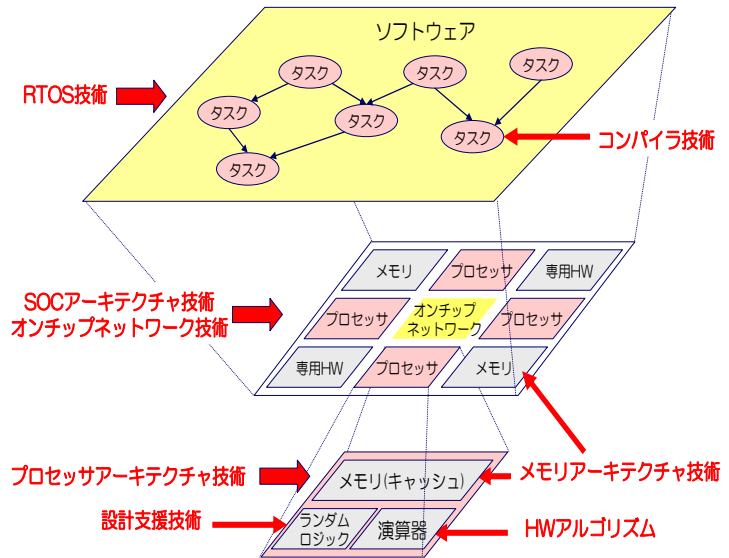 ソフトウェア
タスク
タスク
タスク
RTOS技術
タスク
タスク
タスク
コンパイラ技術
タスク
メモリ
プロセッサ
専用HW
SOCアーキテクチャ技術
オンチップネットワーク技術
プロセッサ
オンチップ
ネットワーク
プロセッサ
専用HW
プロセッサ
メモリ
プロセッサアーキテクチャ技術
メモリ(キャッシュ)
メモリアーキテクチャ技術
設計支援技術
ランダム
ロジック
演算器
HWアルゴリズム